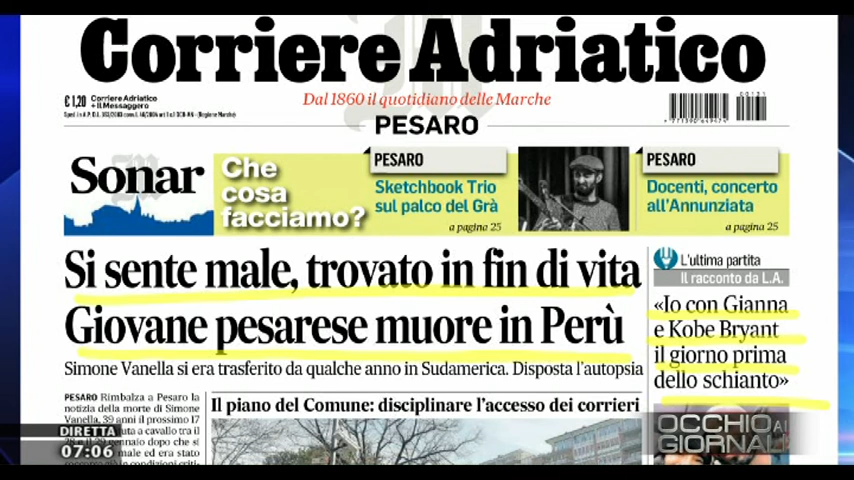 Corriere Adriatico
€ 1,20 Corriere Adriatico
+ Il Messaggero
Dal 1860 il quotidiano delle Marche
PESARO
Sonar
Che
cosa
facciamo?
PESARO
Sketchbook Trio
sul palco del Grà
a pagina 25
PESARO
Docenti, concerto
all'Annunziata
a pagina 25
Si sente male, trovato in fin di vita
Giovane pesarese muore in Perù
Simone Vanella si era trasferito da qualche anno in Sudamerica. Disposta l'autopsia
L'ultima partita
Il racconto da L.A.
«Io con Gianna
e Kobe Bryant
il giorno prima
dello schianto»
PESARO Rimbalza a Pesaro la
notizia della morte di Simone
Vanella, 39 anni il prossimo 17
Il piano del Comune: disciplinare l'accesso dei corrieri
DIRETTA
07:06
OCCHIO AI
GIORNALI